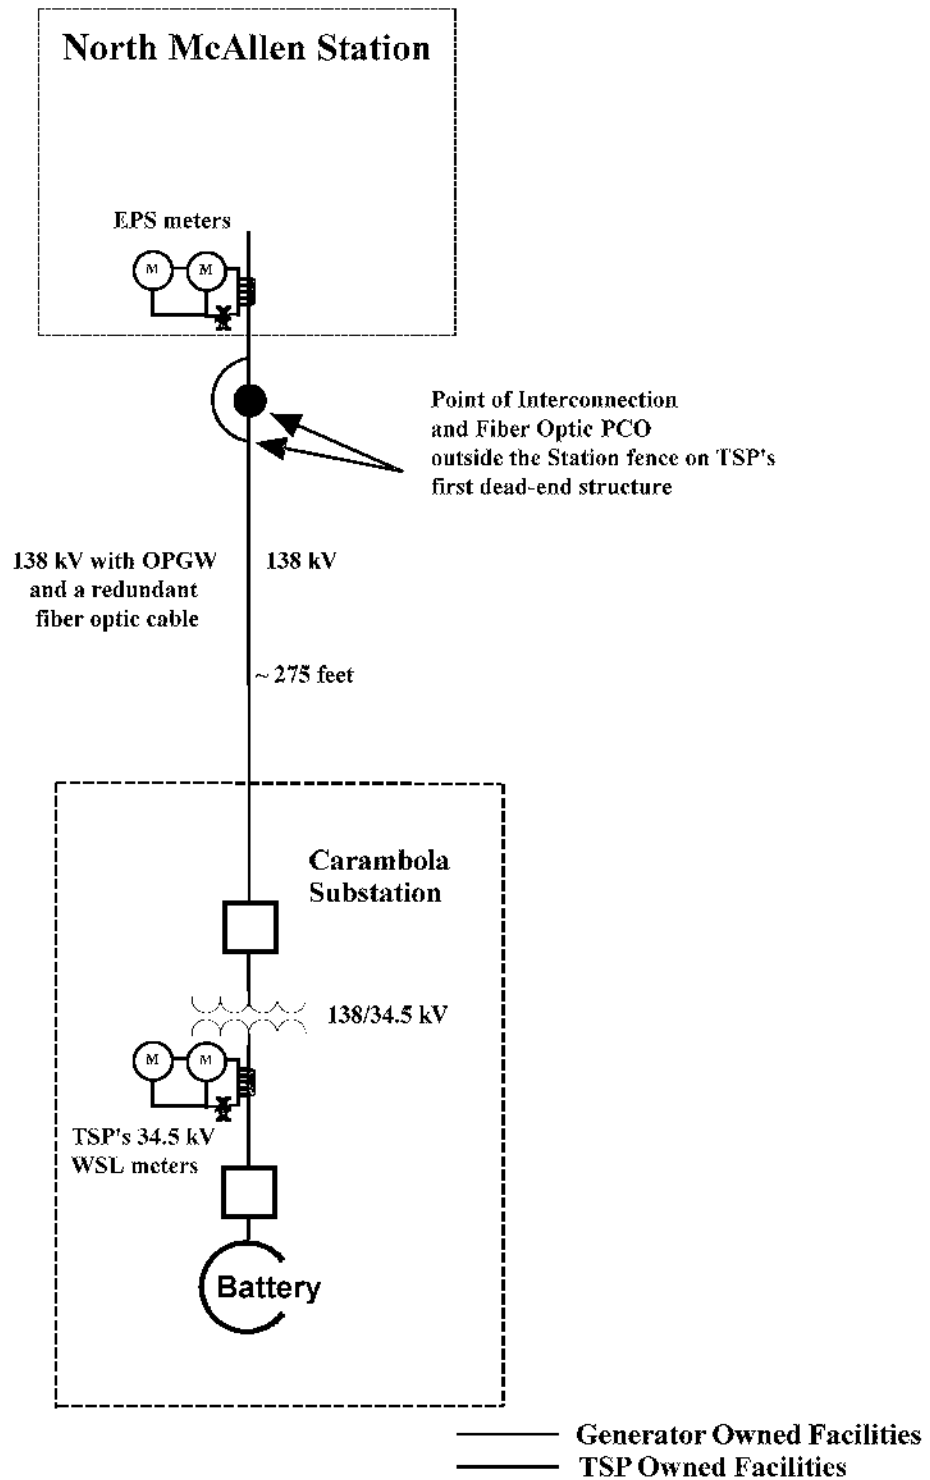 North McAllen Station
EPS meters
M M
Point of Interconnection
and Fiber Optic PCO
outside the Station fence on TSP's
first dead-end structure
138 kV with OPGW
and a redundant
fiber optic cable
138 kV
~ 275 feet
Carambola
Substation
138/34.5 kV
M M
TSP's 34.5 kV
WSL meters
Battery
Generator Owned Facilities
TSP Owned Facilities